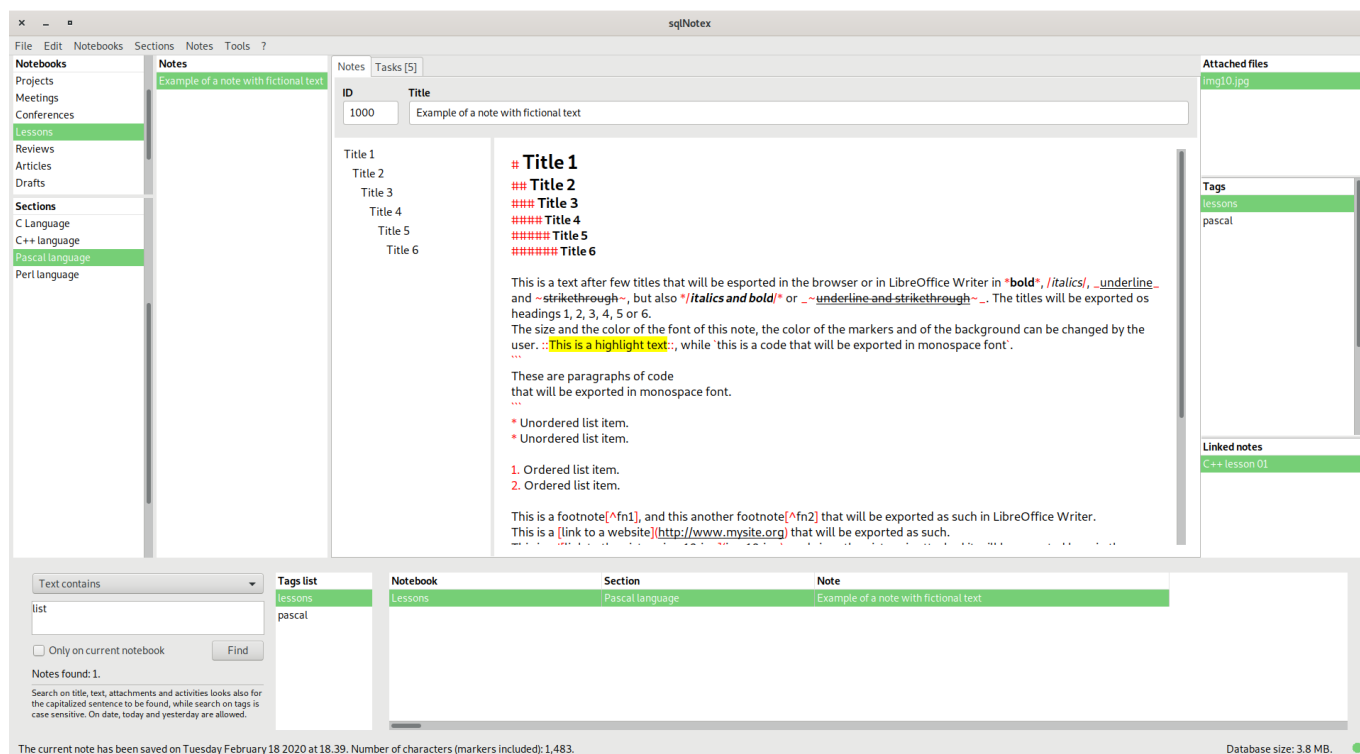 sqlNotex
File Edit Notebooks Sections Notes Tools ?
Notebooks
Projects
Meetings
Conferences
Lessons
Reviews
Articles
Drafts
Sections
C Language
C++ language
Pascal language
Perl language
Notes
Example of a note with fictional text
Notes Tasks [5]
ID Title
1000 Example of a note with fictional text
Title 1
Title 2
Title 3
Title 4
Title 5
Title 6
# Title 1
## Title 2
### Title 3
#### Title 4
##### Title 5
###### Title 6
This is a text after few titles that will be esported in the browser or in LibreOffice Writer in *bold*, /italics/, _underline_
and ~strikethrough~, but also */italics and bold/* or _~underline and strikethrough~_. The titles will be exported os
headings 1, 2, 3, 4, 5 or 6.
The size and the color of the font of this note, the color of the markers and of the background can be changed by the
user. ::This is a highlight text::, while `this is a code that will be exported in monospace font`.
```
These are paragraphs of code
that will be exported in monospace font.
```
* Unordered list item.
* Unordered list item.
1. Ordered list item.
2. Ordered list item.
This is a footnote[^fn1], and this another footnote[^fn2] that will be exported as such in LibreOffice Writer.
This is a [link to a website](http://www.mysite.org) that will be exported as such.
Attached files
img10.jpg
Tags
lessons
pascal
Linked notes
C++ lesson 01
Text contains
list
Only on current notebook Find
Notes found: 1.
Search on title, text, attachments and activities looks also for
the capitalized sentence to be found, while search on tags is
case sensitive. On date, today and yesterday are allowed.
Tags list
lessons
pascal
Notebook Section Note
Lessons Pascal language Example of a note with fictional text
The current note has been saved on Tuesday February 18 2020 at 18.39. Number of characters (markers included): 1,483.
Database size: 3.8 MB.